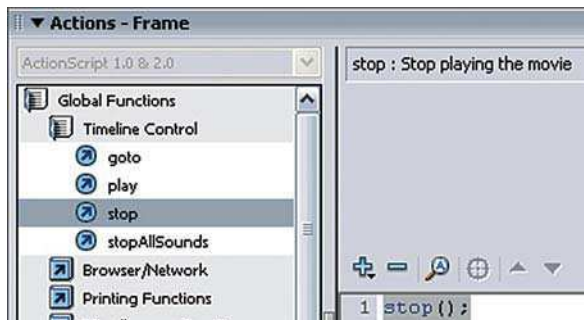 Actions - Frame
ActionScript 1.0 & 2.0
stop : Stop playing the movie
Global Functions
Timeline Control
goto
play
stop
stopAllSounds
Browser/Network
Printing Functions
1 stop();